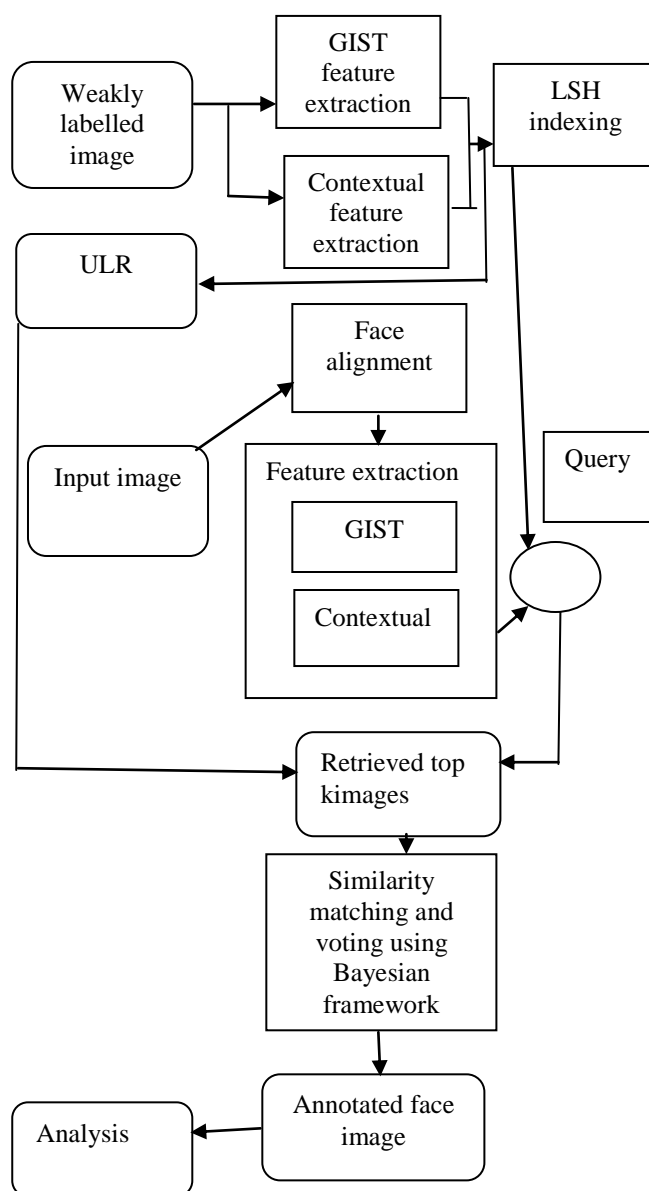 GIST
feature
extraction
Weakly
labelled
image
LSH
indexing
Contextual
feature
extraction
ULR
Face
alignment
Input image
Feature extraction
GIST
Contextual
Query
Retrieved top
kimages
Similarity
matching and
voting using
Bayesian
framework
Annotated face
image
Analysis